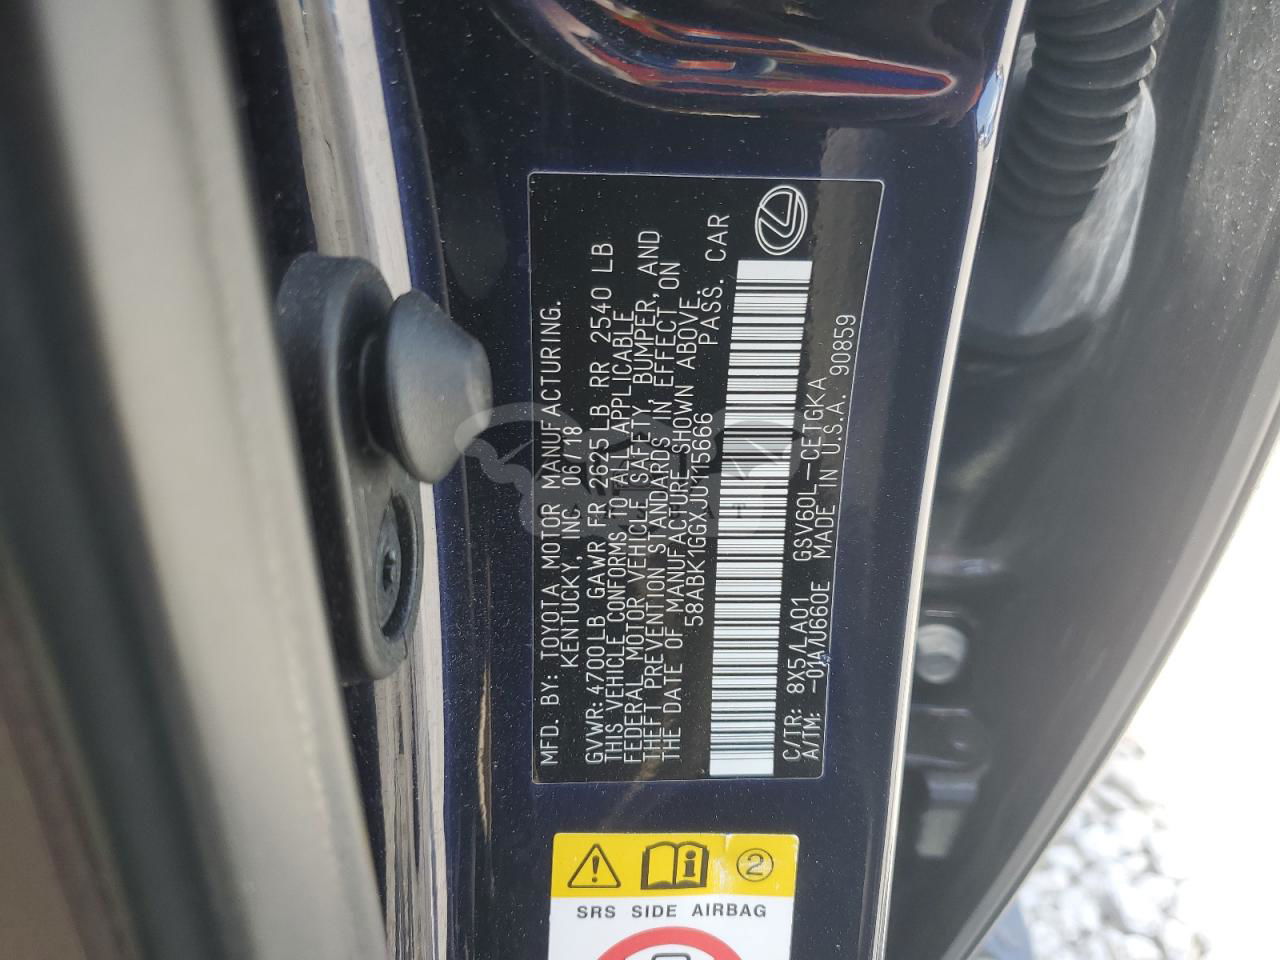 MFD. BY: TOYOTA MOTOR MANUFACTURING.
KENTUCKY, INC. 06/18
GVWR: 4700LB GAWR FR 2625 LB RR 2540 LB
THIS VEHICLE CONFORMS TO ALL APPLICABLE
FEDERAL MOTOR VEHICLE SAFETY, BUMPER, AND
THEFT PREVENTION STANDARDS IN EFFECT ON
THE DATE OF MANUFACTURE SHOWN ABOVE.
58ABK1GGXJU115666 PASS. CAR
C/TR: 8X5/LA01 GSV60L-CETGKA
A/TM: -01A/U660E MADE IN U.S.A. 90859
2
SRS SIDE AIRBAG